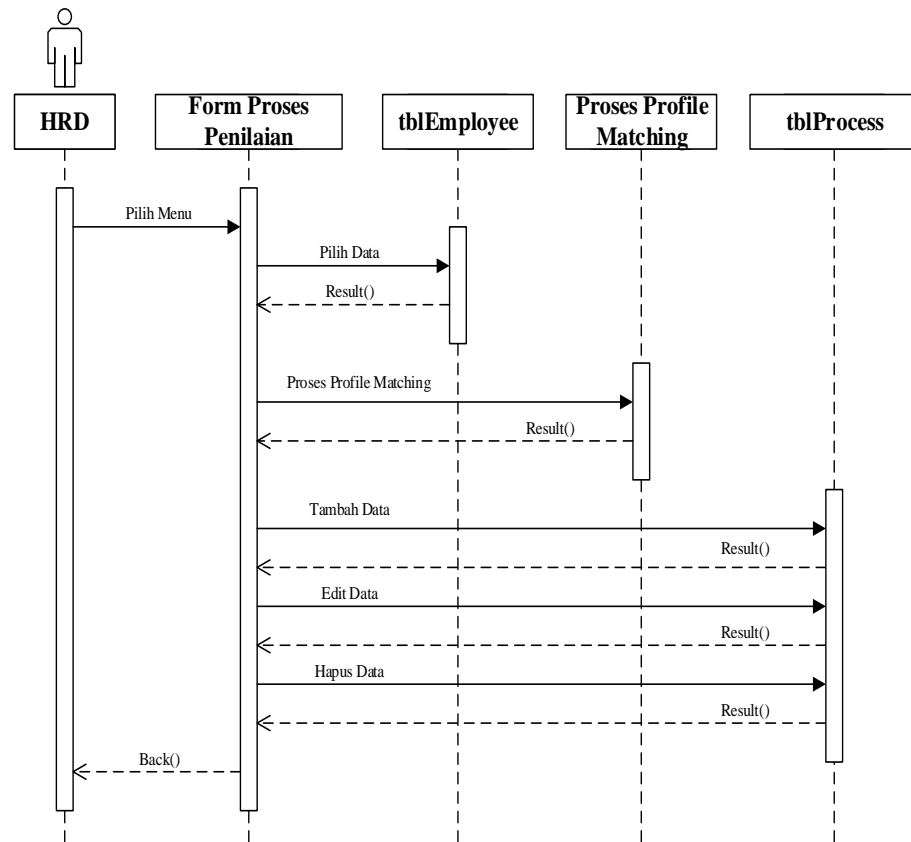 HRD
Form Proses
Penilaian
tblEmployee
Proses Profile
Matching
tblProcess
Pilih Menu
Pilih Data
Result()
Proses Profile Matching
Result()
Tambah Data
Result()
Edit Data
Result()
Hapus Data
Result()
Back()